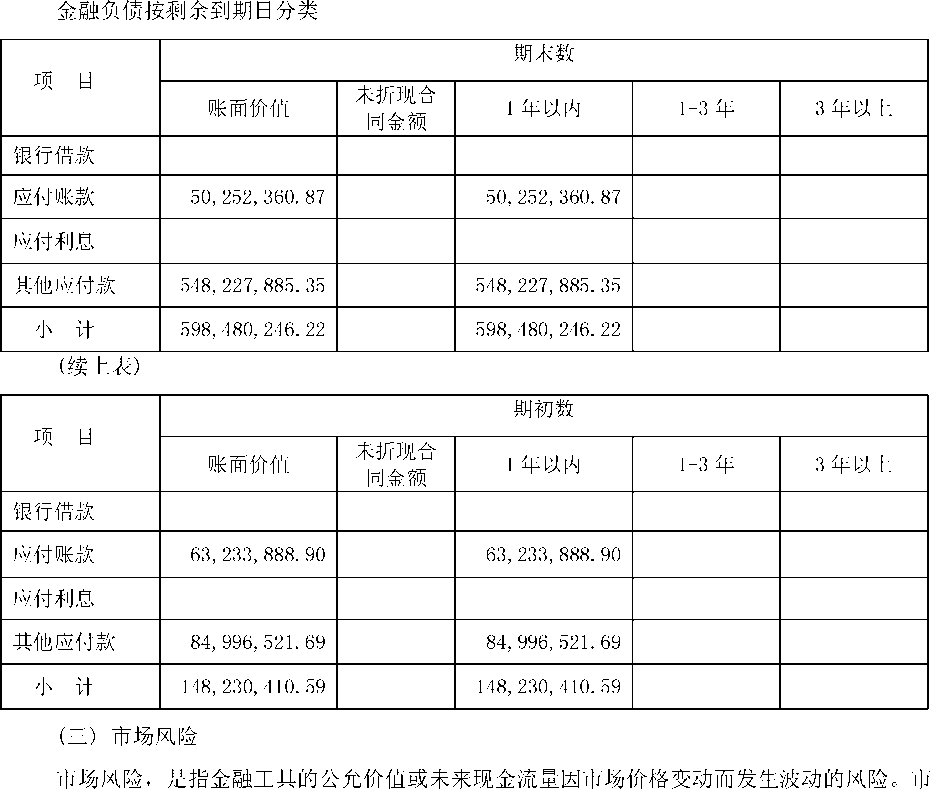 金融负债按剩余到期日分类
项 目 期末数
账面价值 未折现合同金额 1 年以内 1-3 年 3 年以上
银行借款
应付账款 50,252,360.87 50,252,360.87
应付利息
其他应付款 548,227,885.35 548,227,885.35
小 计 598,480,246.22 598,480,246.22
(续上表)
项 目 期初数
账面价值 未折现合同金额 1 年以内 1-3 年 3 年以上
银行借款
应付账款 63,233,888.90 63,233,888.90
应付利息
其他应付款 84,996,521.69 84,996,521.69
小 计 148,230,410.59 148,230,410.59
(三) 市场风险
市场风险，是指金融工具的公允价值或未来现金流量因市场价格变动而发生波动的风险。市